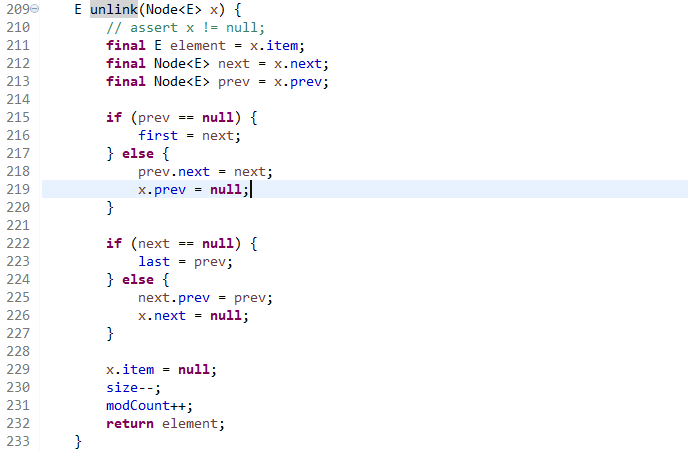 209 E unlink(Node<E> x) {
210 // assert x != null;
211 final E element = x.item;
212 final Node<E> next = x.next;
213 final Node<E> prev = x.prev;
214
215 if (prev == null) {
216 first = next;
217 } else {
218 prev.next = next;
219 x.prev = null;
220 }
221
222 if (next == null) {
223 last = prev;
224 } else {
225 next.prev = prev;
226 x.next = null;
227 }
228
229 x.item = null;
230 size--;
231 modCount++;
232 return element;
233 }